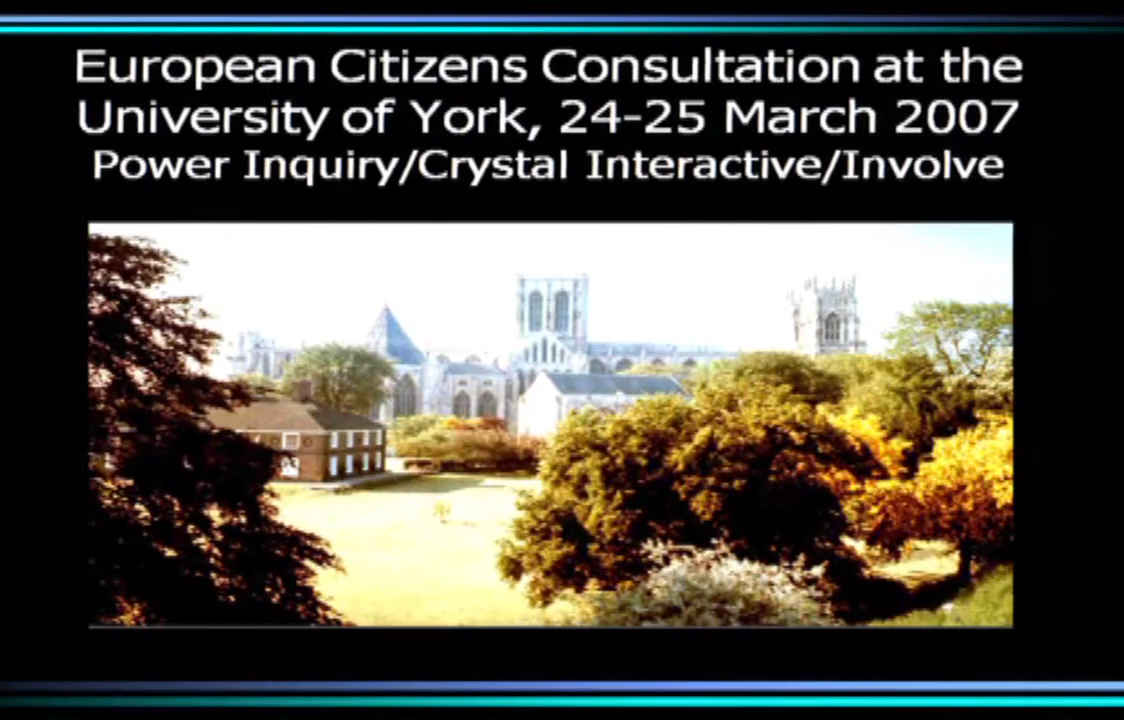 European Citizens Consultation at the
University of York, 24-25 March 2007
Power Inquiry/Crystal Interactive/Involve